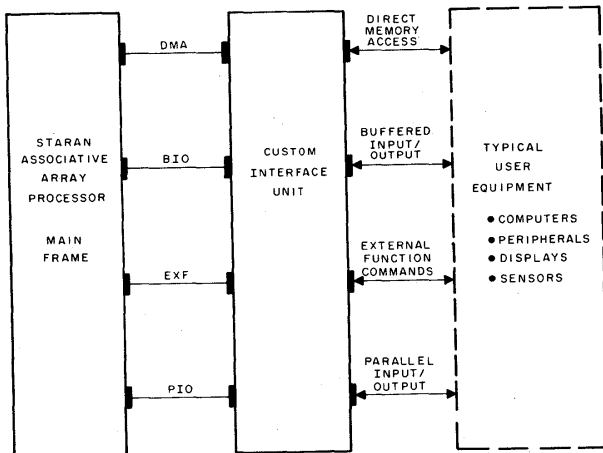 STARAN
ASSOCIATIVE
ARRAY
PROCESSOR
MAIN
FRAME
DMA
BIO
EXF
PIO
CUSTOM
INTERFACE
UNIT
DIRECT
MEMORY
ACCESS
BUFFERED
INPUT/
OUTPUT
EXTERNAL
FUNCTION
COMMANDS
PARALLEL
INPUT/
OUTPUT
TYPICAL
USER
EQUIPMENT
● COMPUTERS
● PERIPHERALS
● DISPLAYS
● SENSORS